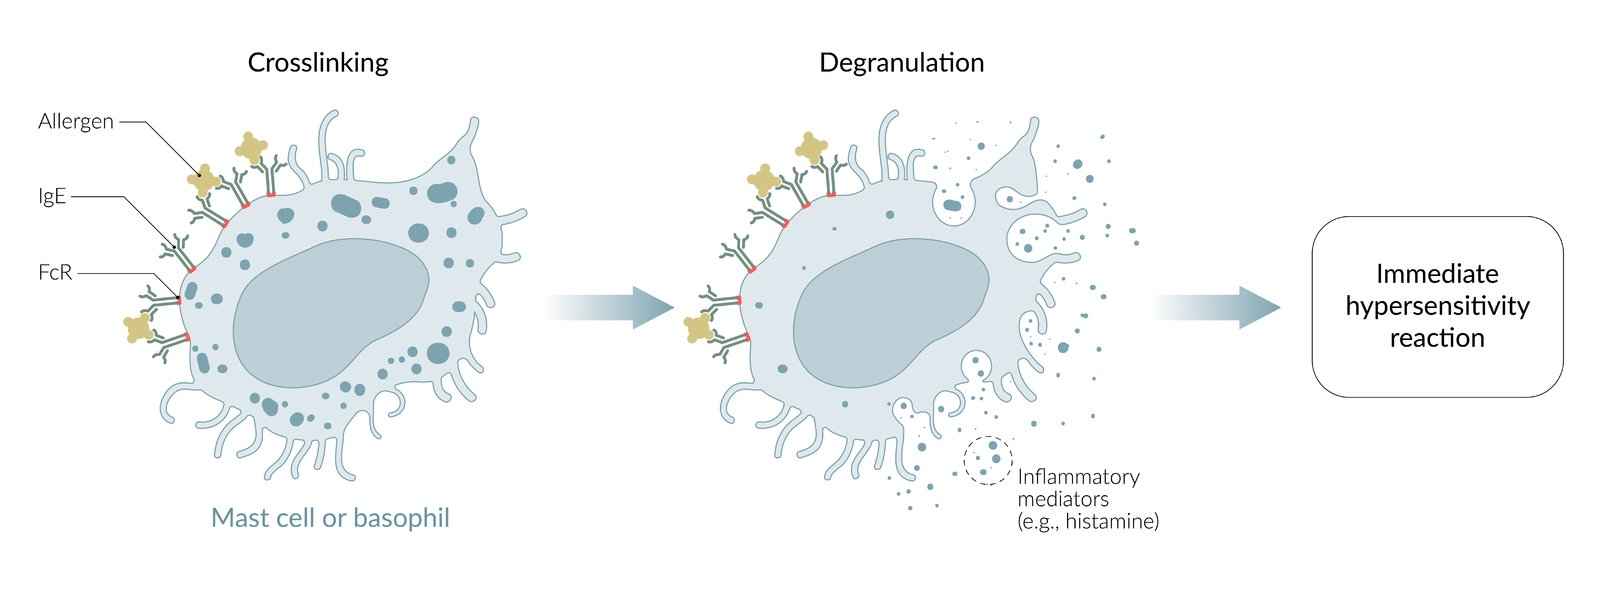 Crosslinking
Allergen
IgE
FcR
Mast cell or basophil
Degranulation
Inflammatory
mediators
(e.g., histamine)
Immediate
hypersensitivity
reaction